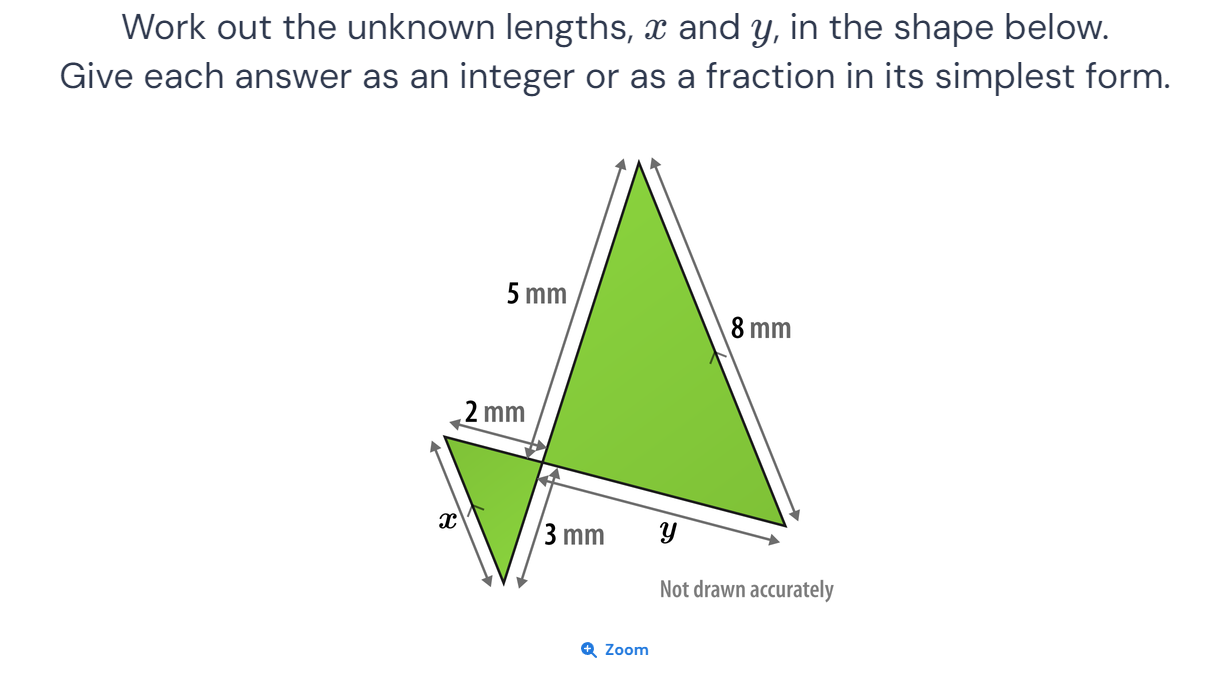 Work out the unknown lengths, x and y, in the shape below.
Give each answer as an integer or as a fraction in its simplest form.
5 mm
8 mm
2 mm
x
3 mm
y
Not drawn accurately
Zoom